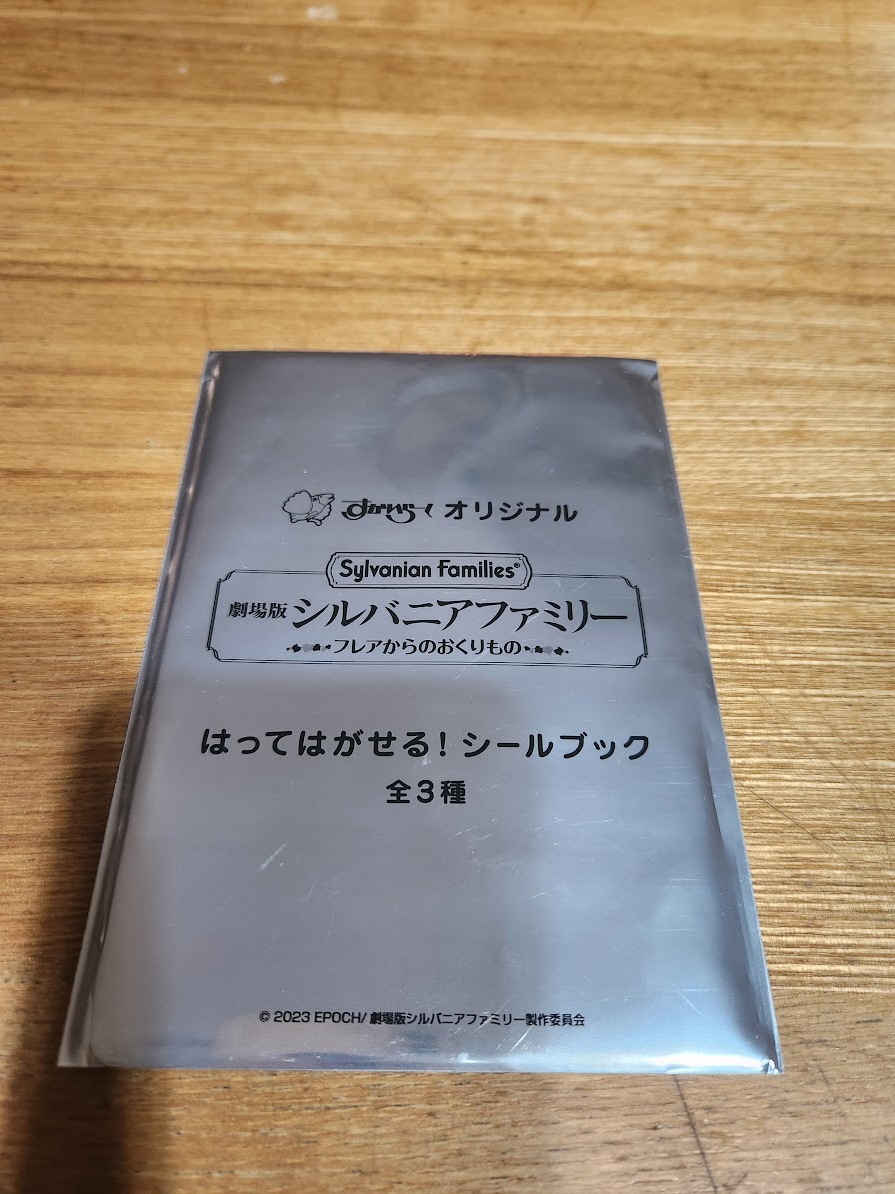 すかいらーく オリジナル
Sylvanian Families®
劇場版 シルバニアファミリー
フレアからのおくりもの
はってはがせる！シールブック
全3種
© 2023 EPOCH/ 劇場版シルバニアファミリー製作委員会